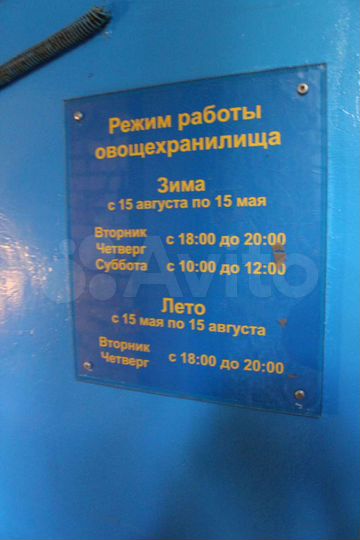 Режим работы
овощехранилища
Зима
с 15 августа по 15 мая
Вторник
Четверг с 18:00 до 20:00
Суббота с 10:00 до 12:00
Лето
с 15 мая по 15 августа
Вторник
Четверг с 18:00 до 20:00
Avito